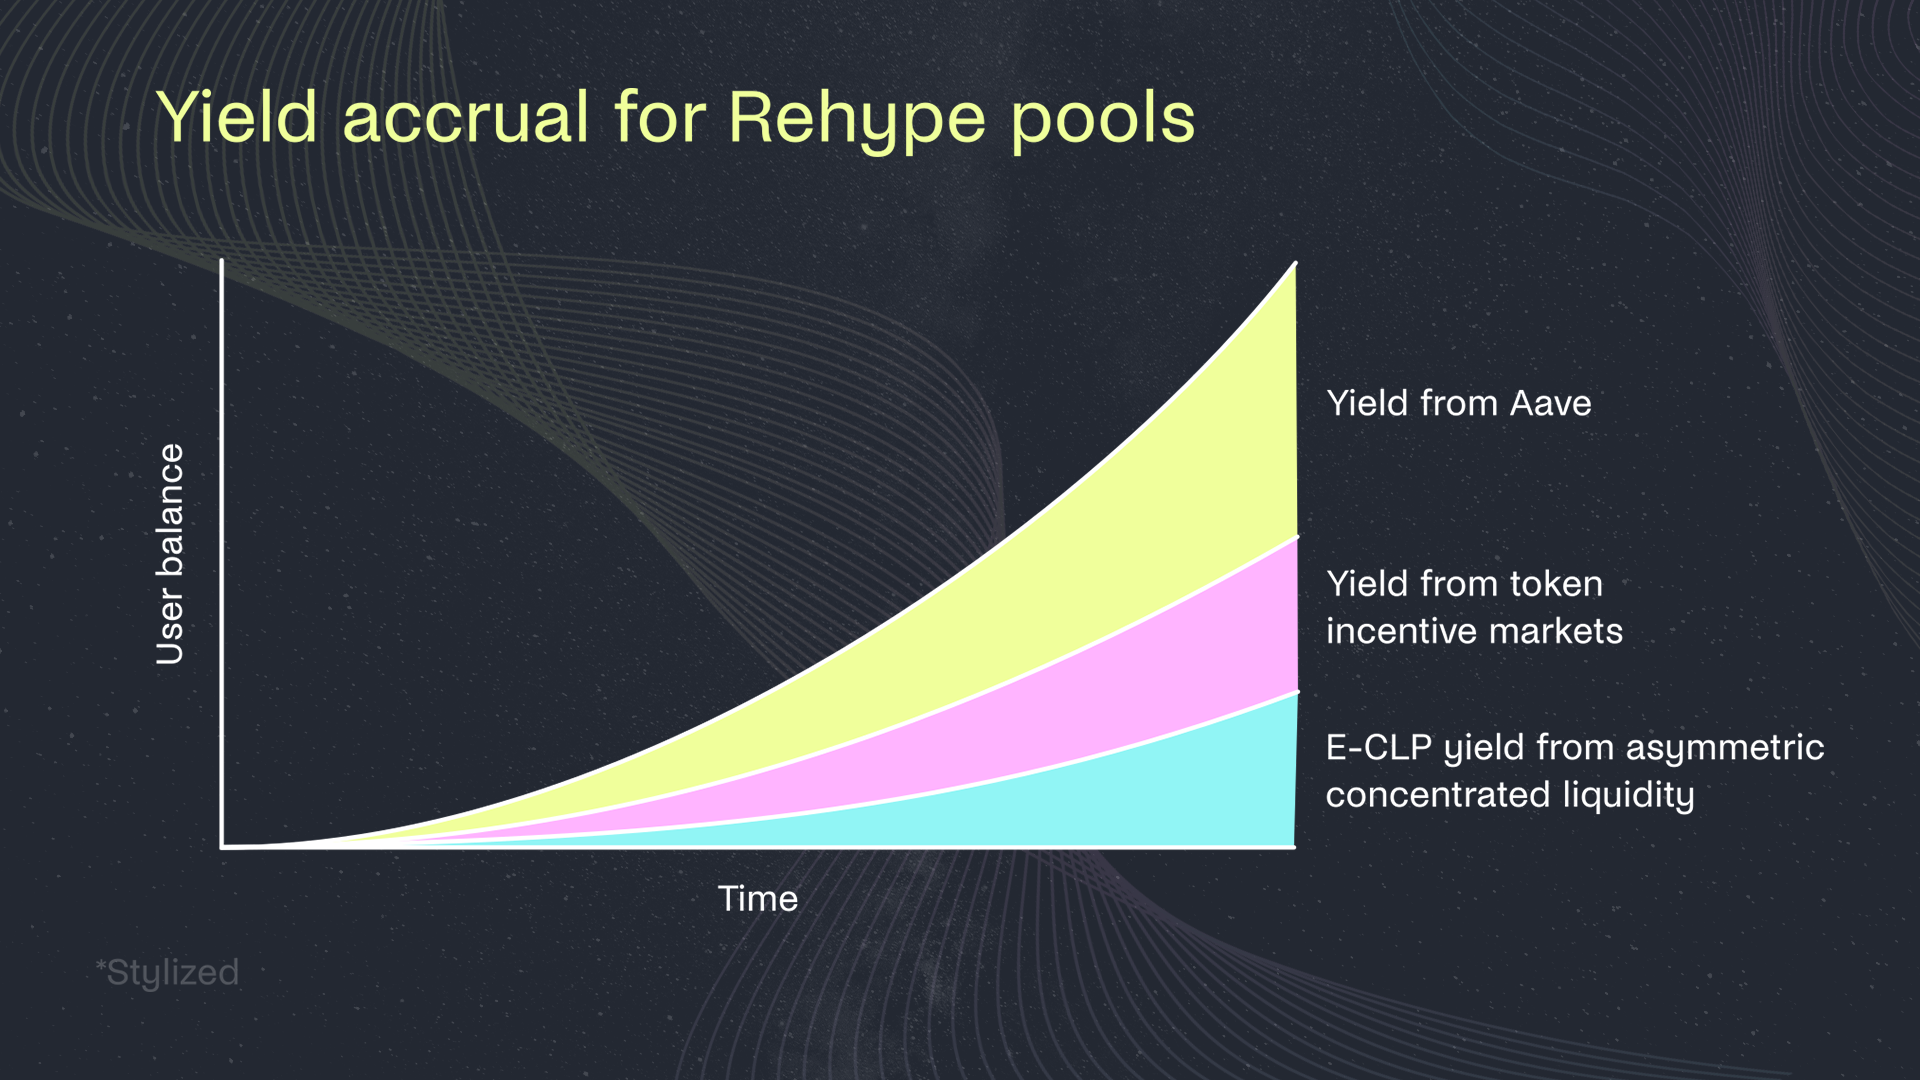 Yield accrual for Rehype pools
User balance
Yield from Aave
Yield from token
incentive markets
E-CLP yield from asymmetric
concentrated liquidity
Time
*Stylized